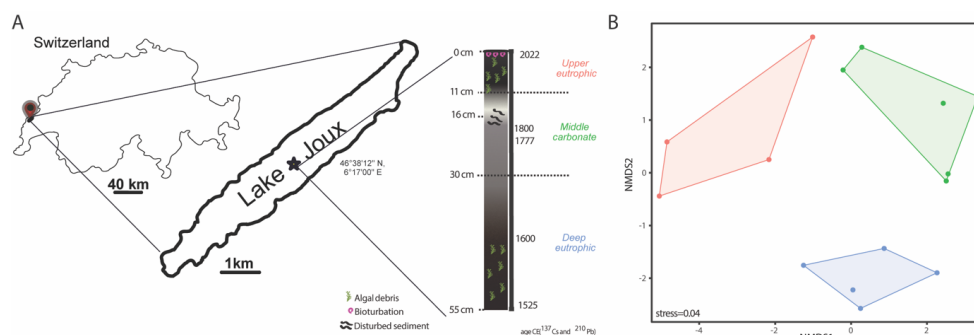 A
Switzerland
40 km
Lake Joux
46°38'12" N,
6°17'00" E
1km
Algal debris
Bioturbation
Disturbed sediment
0 cm
11 cm
16 cm
30 cm
55 cm
2022
1800
1777
1600
1525
age CE(137Cs and 210Pb)
Upper
eutrophic
Middle
carbonate
Deep
eutrophic
B
NMDS2
2
1
0
-1
-2
stress=0.04
-4
-2
0
2
NMDS1